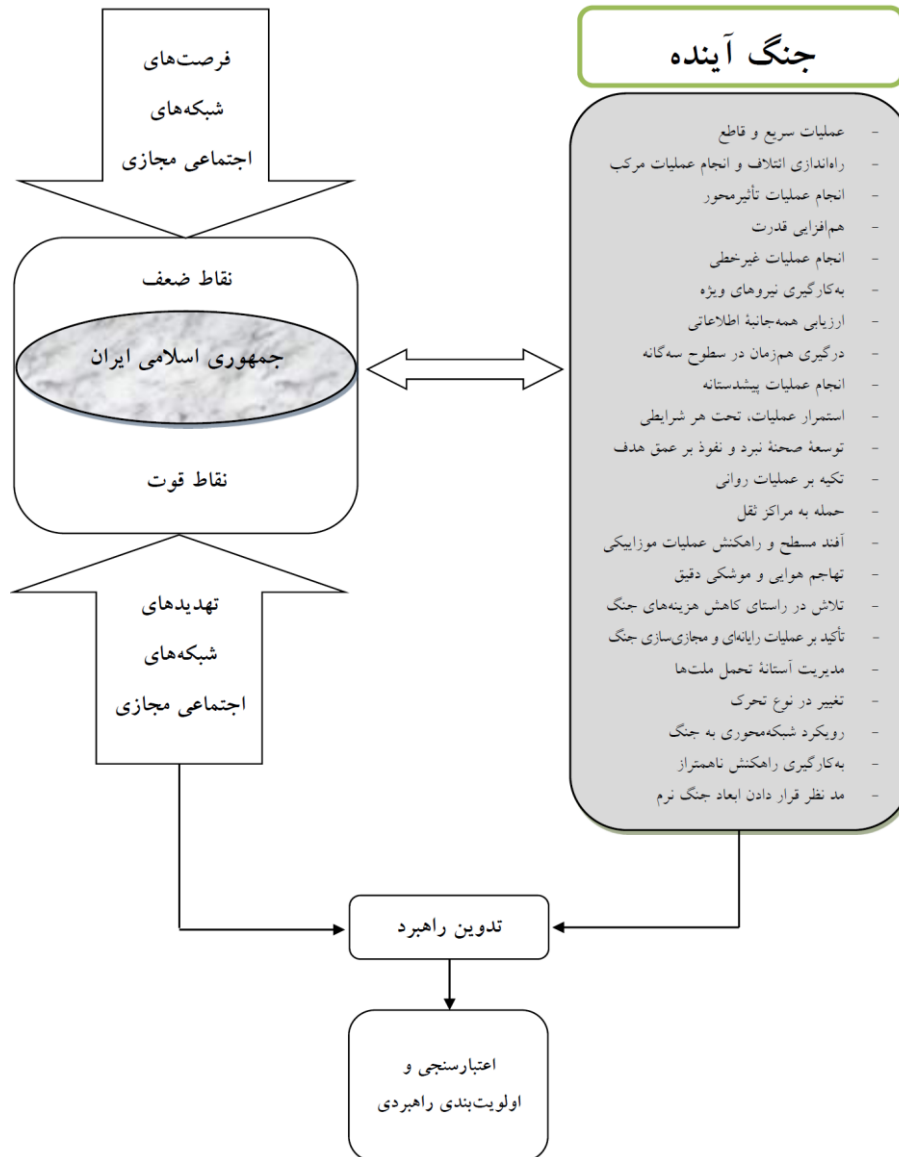 جنگ آینده
- عملیات سریع و قاطع
- راه‌اندازی ائتلاف و انجام عملیات مرکب
- انجام عملیات تأثیرمحور
- هم‌افزایی قدرت
- انجام عملیات غیرخطی
- به‌کارگیری نیروهای ویژه
- ارزیابی همه‌جانبۀ اطلاعاتی
- درگیری هم‌زمان در سطوح سه‌گانه
- انجام عملیات پیشدستانه
- استمرار عملیات، تحت هر شرایطی
- توسعۀ صحنۀ نبرد و نفوذ بر عمق هدف
- تکیه بر عملیات روانی
- حمله به مراکز ثقل
- آفند مسطح و راهکنش عملیات موزاییکی
- تهاجم هوایی و موشکی دقیق
- تلاش در راستای کاهش هزینه‌های جنگ
- تأکید بر عملیات رایانه‌ای و مجازی‌سازی جنگ
- مدیریت آستانۀ تحمل ملت‌ها
- تغییر در نوع تحرک
- رویکرد شبکه‌محوری به جنگ
- به‌کارگیری راهکنش ناهمتراز
- مد نظر قرار دادن ابعاد جنگ نرم
فرصت‌های
شبکه‌های
اجتماعی مجازی
نقاط ضعف
جمهوری اسلامی ایران
نقاط قوت
تهدیدهای
شبکه‌های
اجتماعی مجازی
تدوین راهبرد
اعتبارسنجی و
اولویت‌بندی راهبردی